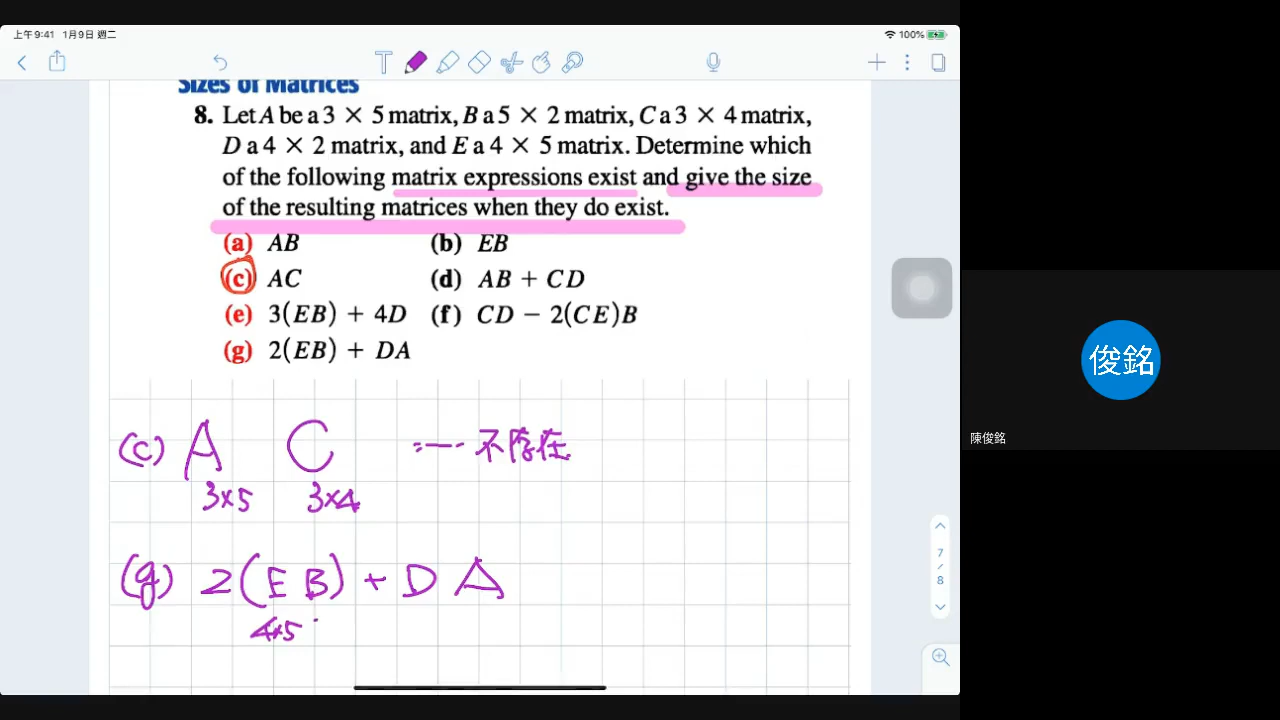 上午9:41 1月9日 週二
100%
Sizes of Matrices
8. Let A be a 3 × 5 matrix, B a 5 × 2 matrix, C a 3 × 4 matrix,
D a 4 × 2 matrix, and E a 4 × 5 matrix. Determine which
of the following matrix expressions exist and give the size
of the resulting matrices when they do exist.
(a) AB (b) EB
(c) AC (d) AB + CD
(e) 3(EB) + 4D (f) CD − 2(CE)B
(g) 2(EB) + DA
(c) A C 不存在
3×5 3×4
(g) 2(EB) + D A
4×5
7
/
8
俊銘
陳俊銘